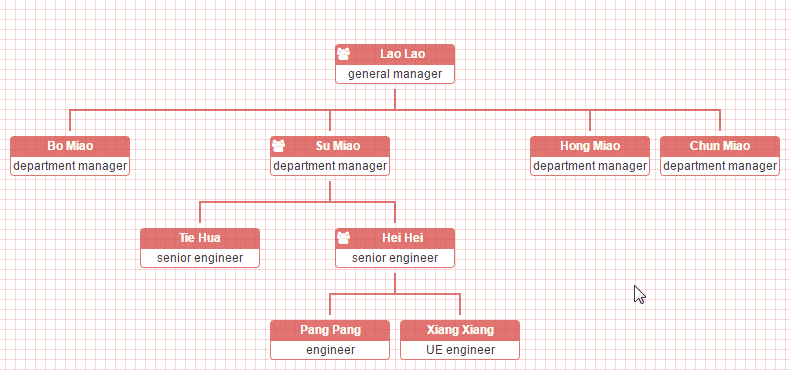 Lao Lao
general manager
Bo Miao
department manager
Su Miao
department manager
Hong Miao
department manager
Chun Miao
department manager
Tie Hua
senior engineer
Hei Hei
senior engineer
Pang Pang
engineer
Xiang Xiang
UE engineer